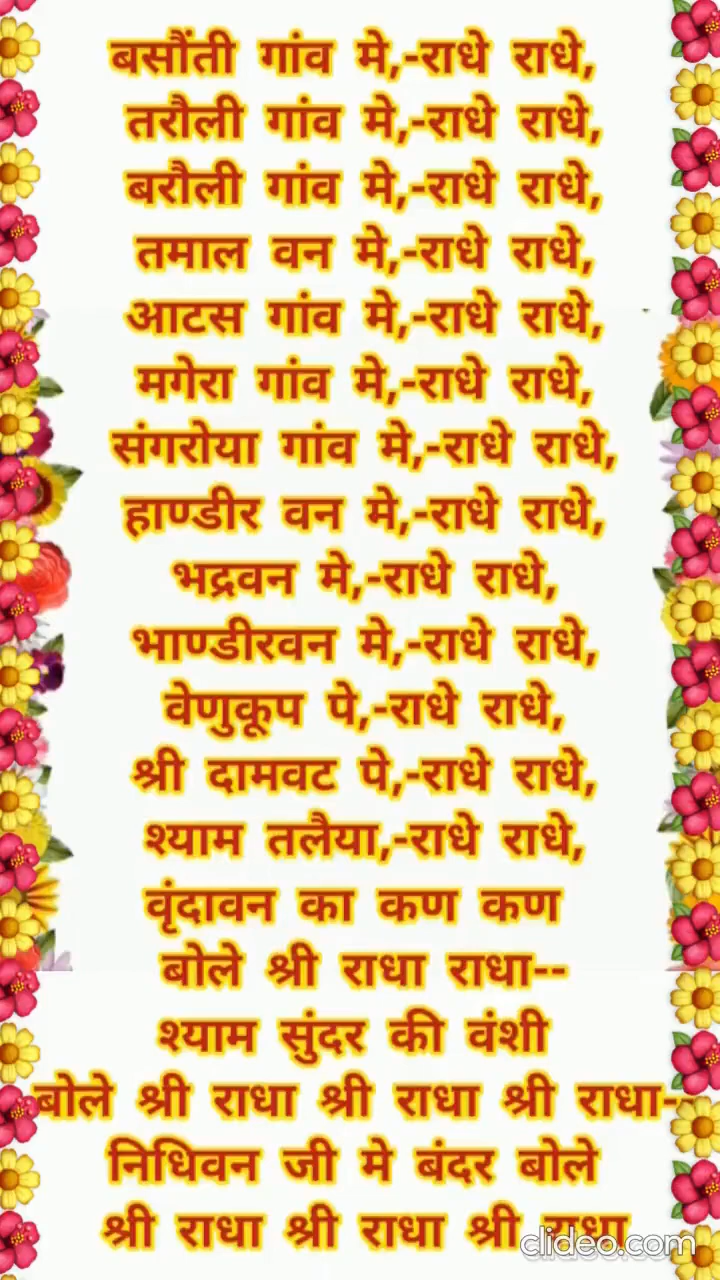 बसौंती गांव मे,-राधे राधे,
तरौली गांव मे,-राधे राधे,
बरौली गांव मे,-राधे राधे,
तमाल वन मे,-राधे राधे,
आटस गांव मे,-राधे राधे,
मगेरा गांव मे,-राधे राधे,
संगरोया गांव मे,-राधे राधे,
हाण्डीर वन मे,-राधे राधे,
भद्रवन मे,-राधे राधे,
भाण्डीरवन मे,-राधे राधे,
वेणुकूप पे,-राधे राधे,
श्री दामवट पे,-राधे राधे,
श्याम तलैया,-राधे राधे,
वृंदावन का कण कण
बोले श्री राधा राधा--
श्याम सुंदर की वंशी
बोले श्री राधा श्री राधा श्री राधा--
निधिवन जी मे बंदर बोले
श्री राधा श्री राधा श्री राधा
clideo.com